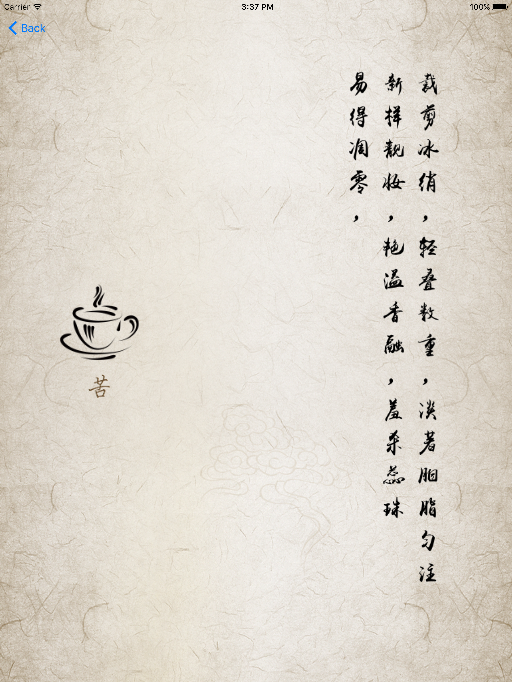 Carrier
3:37 PM
100%
Back
裁剪冰绡，轻叠数重，淡著胭脂匀注
新样靓妆，艳溢香融，羞杀蕊珠
易得凋零，
苦